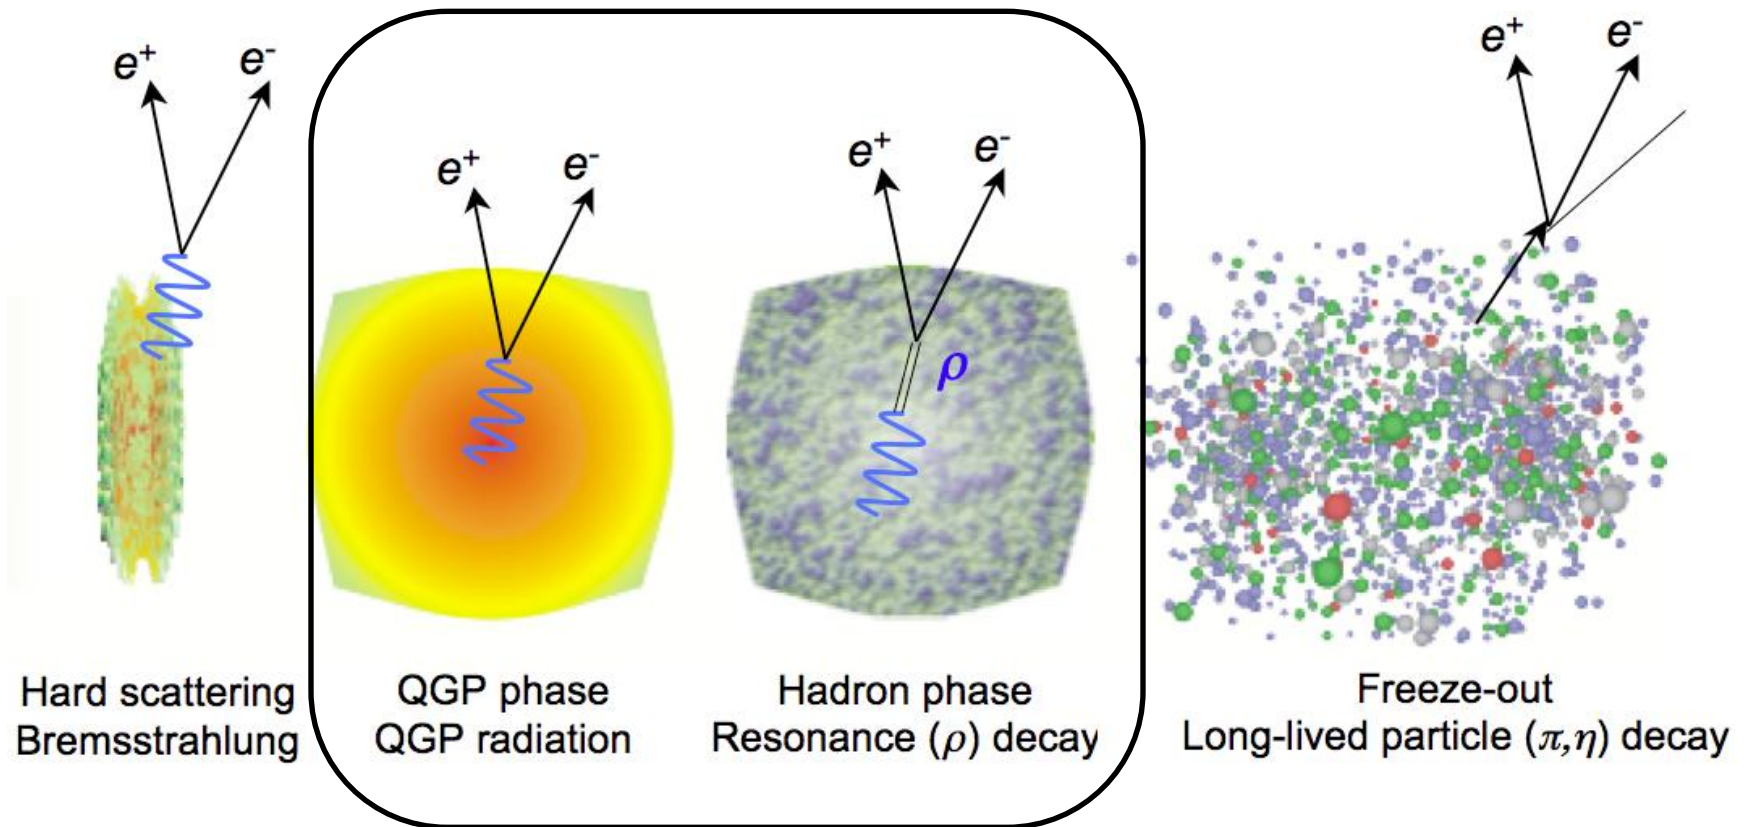 e⁺ e⁻
e⁺ e⁻
e⁺ e⁻
ρ
e⁺ e⁻
Hard scattering
Bremsstrahlung
QGP phase
QGP radiation
Hadron phase
Resonance (ρ) decay
Freeze-out
Long-lived particle (π,η) decay